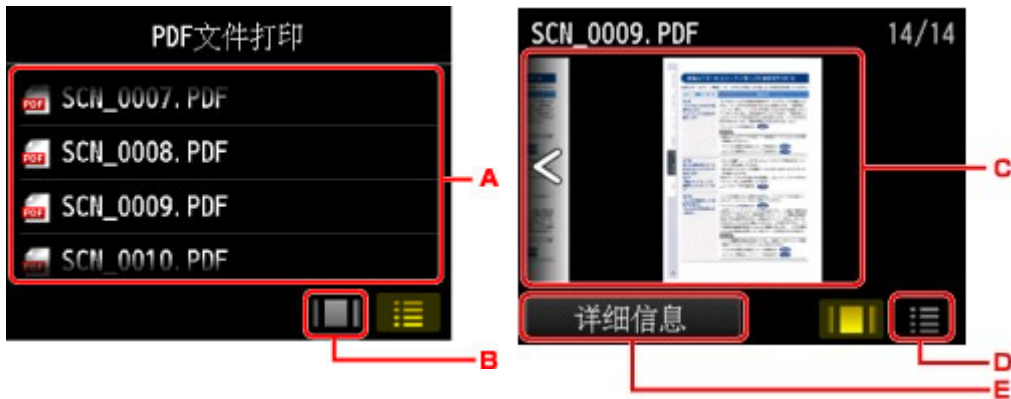 PDF文件打印
SCN_0007.PDF
SCN_0008.PDF
SCN_0009.PDF
SCN_0010.PDF
A
B
SCN_0009.PDF 14/14
C
详细信息
D
E